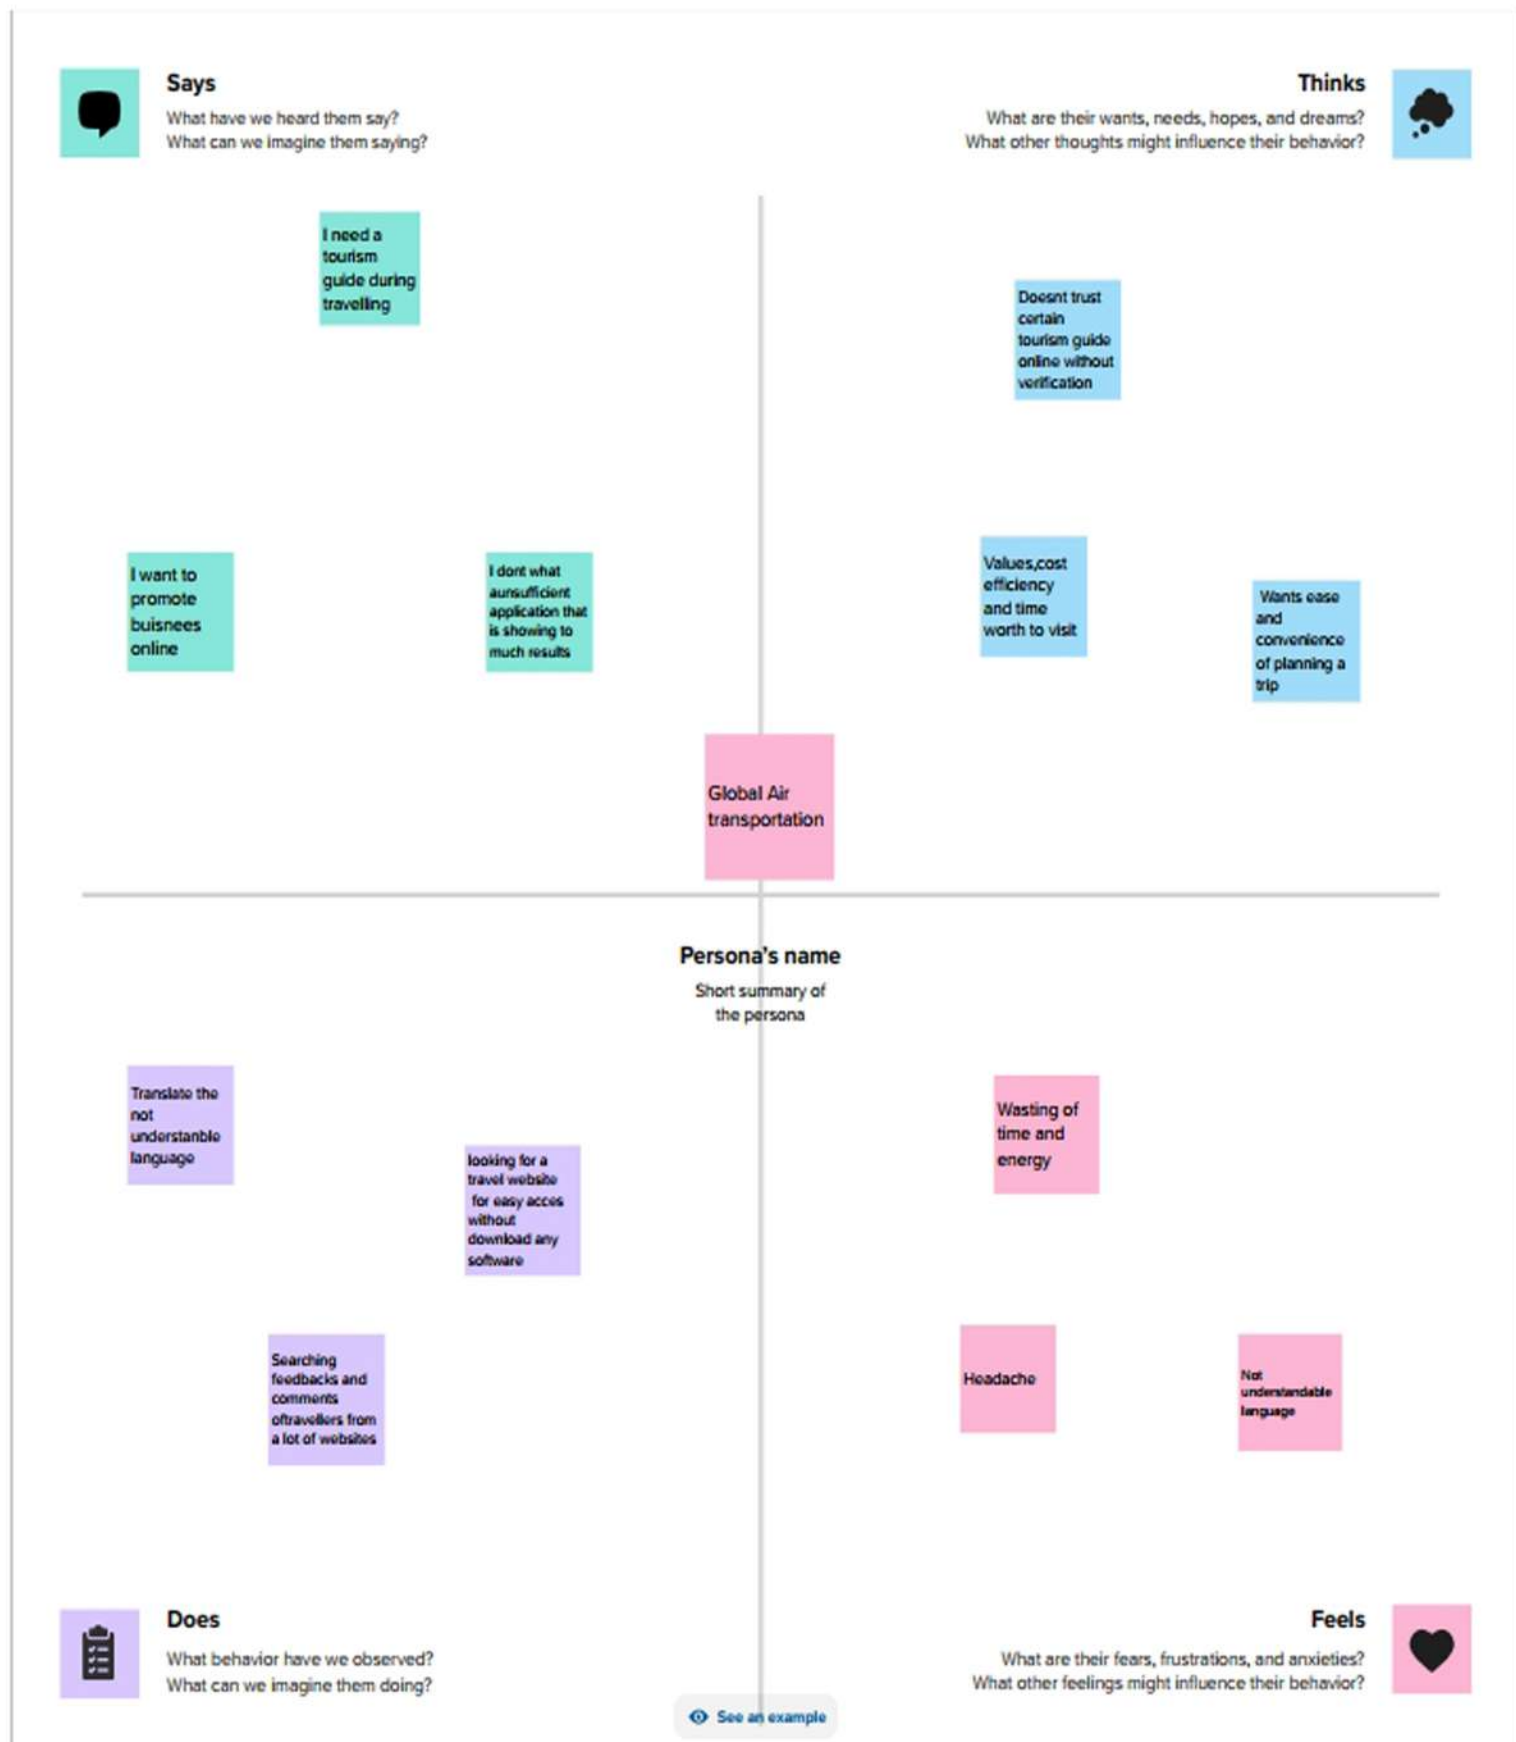 Says
What have we heard them say?
What can we imagine them saying?
Thinks
What are their wants, needs, hopes, and dreams?
What other thoughts might influence their behavior?
I need a
tourism
guide during
travelling
Doesnt trust
certain
tourism guide
online without
verification
I want to
promote
buisnees
online
I dont what
aunsufficient
application that
is showing to
much results
Values,cost
efficiency
and time
worth to visit
Wants ease
and
convenience
of planning a
trip
Global Air
transportation
Persona's name
Short summary of
the persona
Translate the
not
understanble
language
looking for a
travel website
for easy acces
without
download any
software
Searching
feedbacks and
comments
oftravellers from
a lot of websites
Wasting of
time and
energy
Headache
Not
understandable
language
Does
What behavior have we observed?
What can we imagine them doing?
Feels
What are their fears, frustrations, and anxieties?
What other feelings might influence their behavior?
See an example